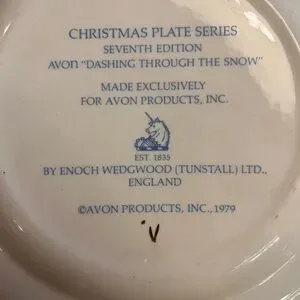 CHRISTMAS PLATE SERIES
SEVENTH EDITION
AVON "DASHING THROUGH THE SNOW"
MADE EXCLUSIVELY
FOR AVON PRODUCTS, INC.
EST. 1835
BY ENOCH WEDGWOOD (TUNSTALL) LTD.,
ENGLAND
©AVON PRODUCTS, INC., 1979
V